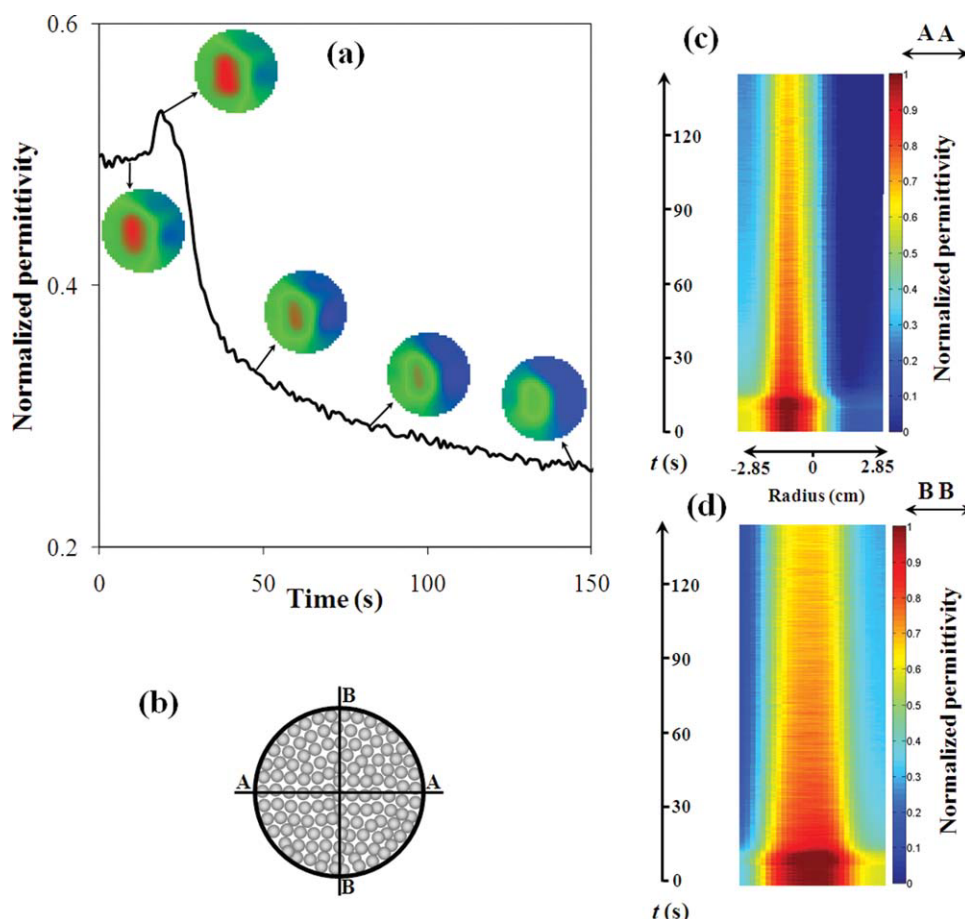 (a)
Normalized permittivity
0.6
0.4
0.2
0
50
100
150
Time (s)
(b)
B
A
A
B
(c)
A A
120
90
60
30
0
t (s)
-2.85
0
2.85
Radius (cm)
1
0.9
0.8
0.7
0.6
0.5
0.4
0.3
0.2
0.1
0
Normalized permittivity
(d)
B B
120
90
60
30
0
t (s)
1
0.9
0.8
0.7
0.6
0.5
0.4
0.3
0.2
0.1
0
Normalized permittivity